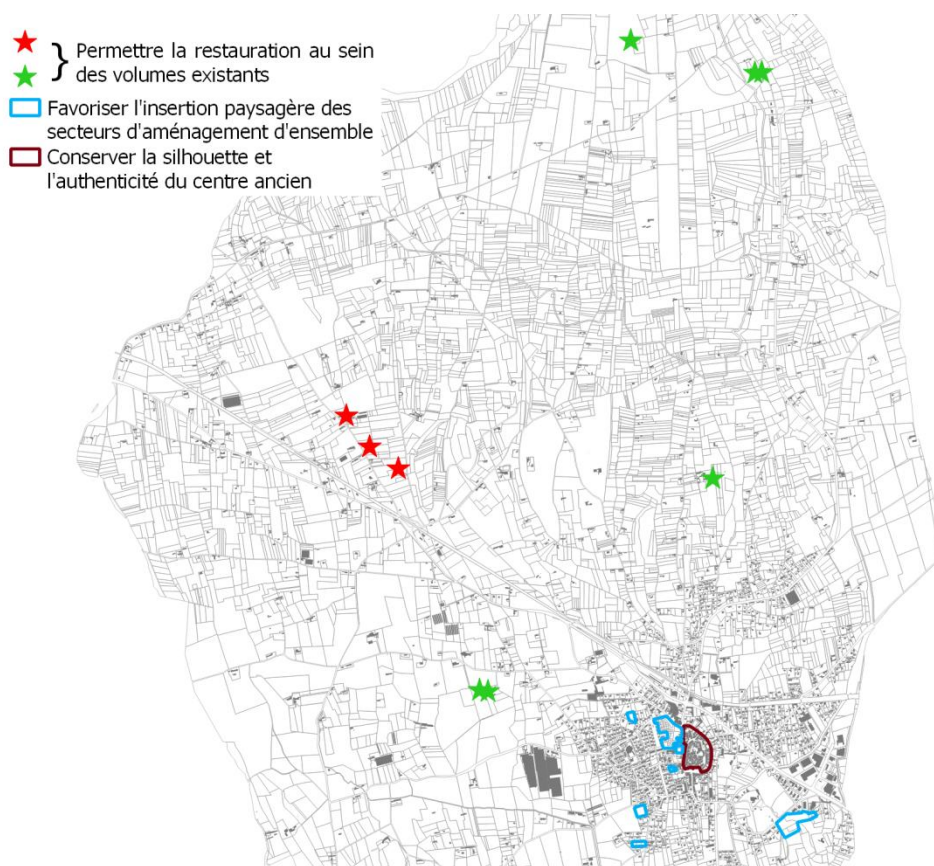 Permettre la restauration au sein
des volumes existants
Favoriser l'insertion paysagère des
secteurs d'aménagement d'ensemble
Conserver la silhouette et
l'authenticité du centre ancien